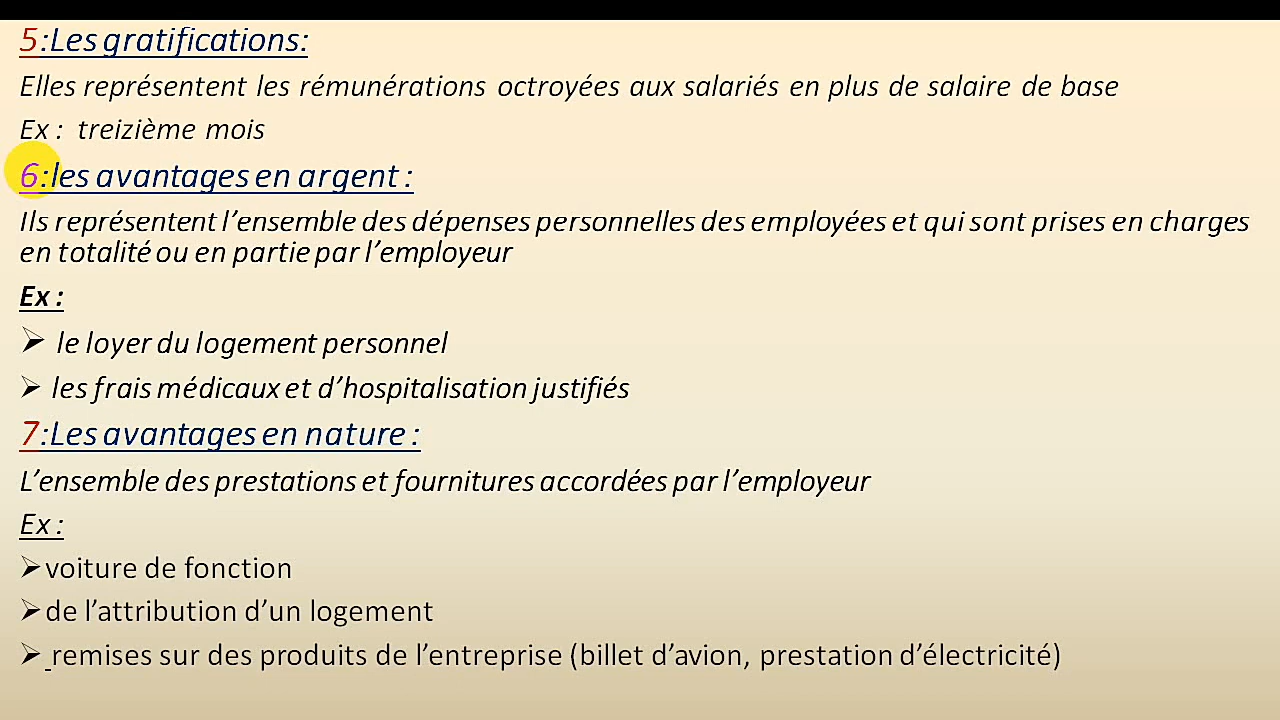 5:Les gratifications:
Elles représentent les rémunérations octroyées aux salariés en plus de salaire de base
Ex : treizième mois
6:les avantages en argent :
Ils représentent l’ensemble des dépenses personnelles des employées et qui sont prises en charges
en totalité ou en partie par l’employeur
Ex :
➢ le loyer du logement personnel
➢ les frais médicaux et d’hospitalisation justifiés
7:Les avantages en nature :
L’ensemble des prestations et fournitures accordées par l’employeur
Ex :
➢voiture de fonction
➢de l’attribution d’un logement
➢ remises sur des produits de l’entreprise (billet d’avion, prestation d’électricité)